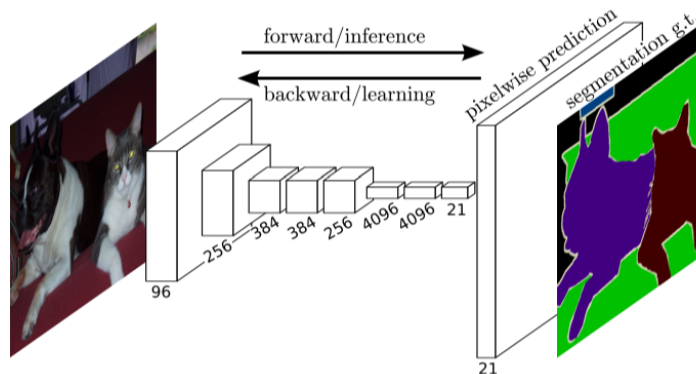 forward/inference
backward/learning
pixelwise prediction
segmentation g.t.
96
256
384
384
256
4096
4096
21
21